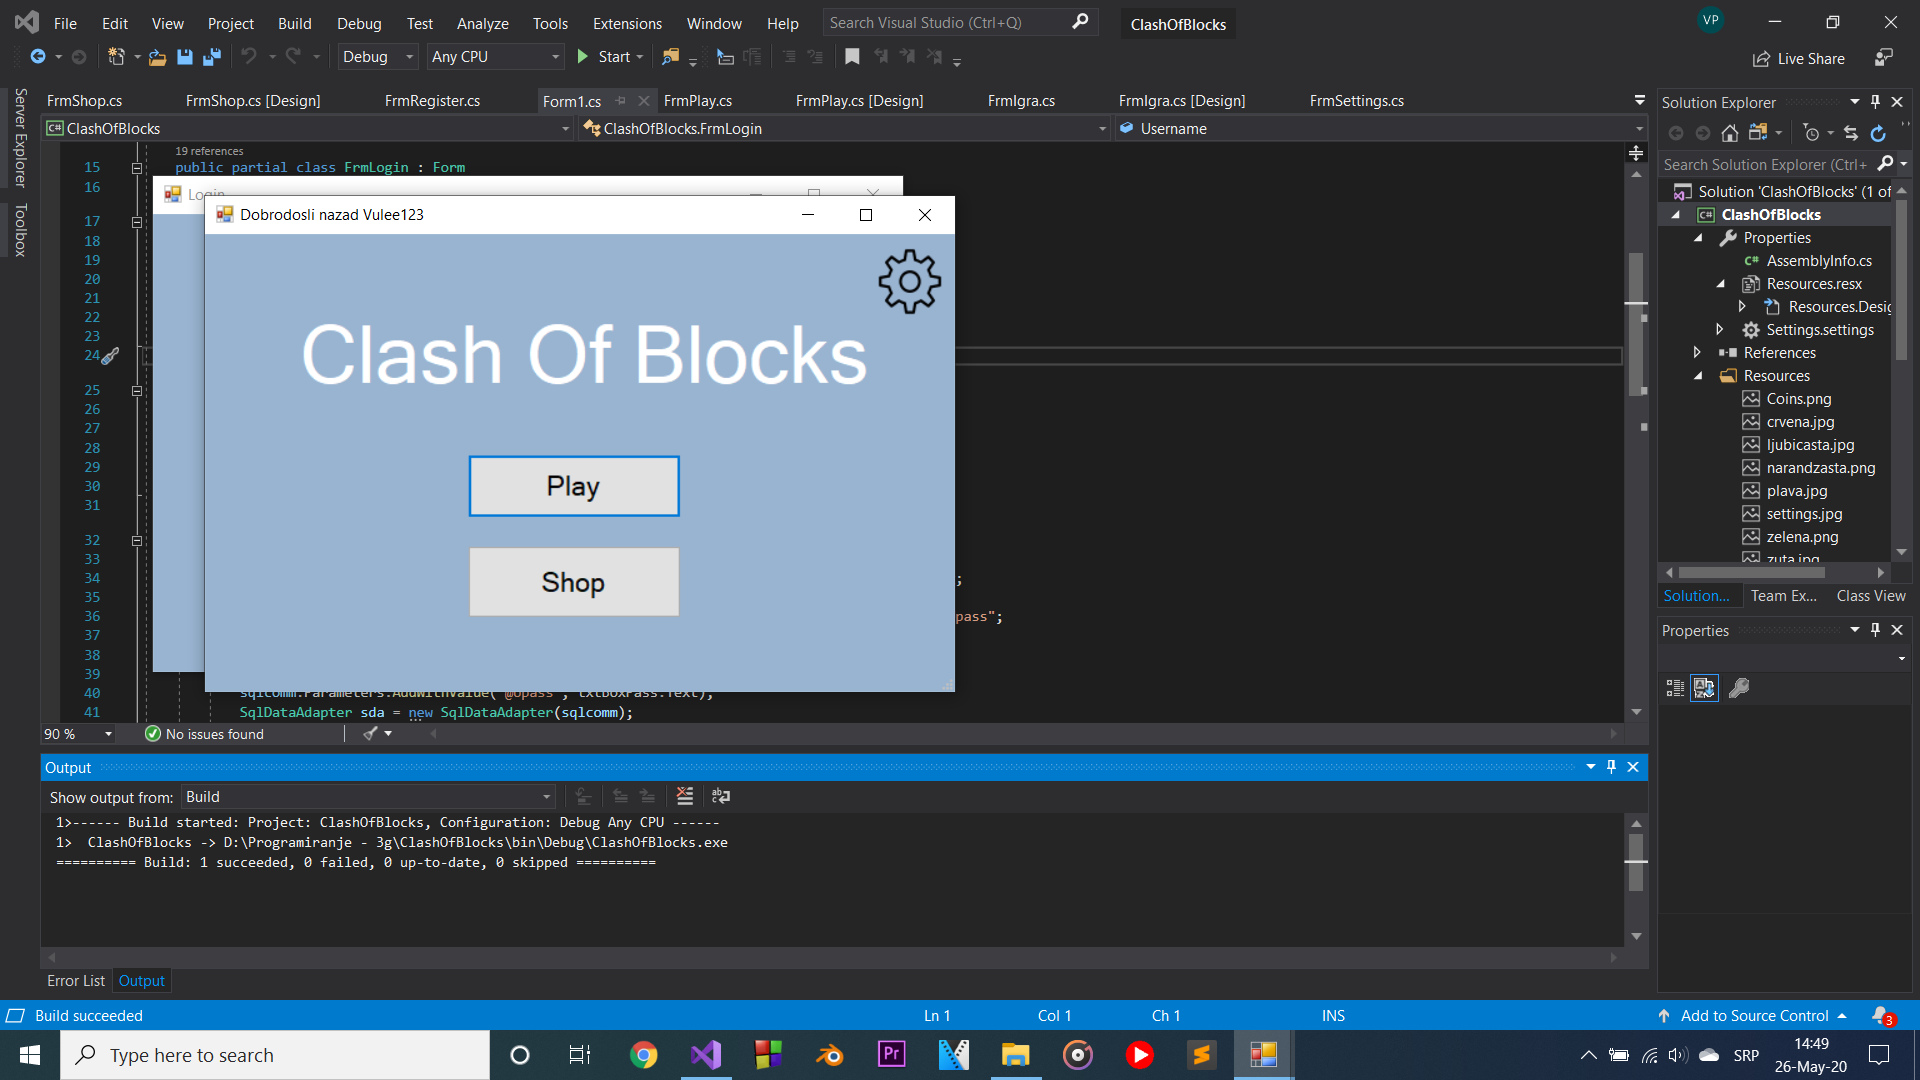 File Edit View Project Build Debug Test Analyze Tools Extensions Window Help Search Visual Studio (Ctrl+Q) ClashOfBlocks VP
Debug Any CPU Start Live Share
Server Explorer
Toolbox
FrmShop.cs FrmShop.cs [Design] FrmRegister.cs Form1.cs FrmPlay.cs FrmPlay.cs [Design] FrmIgra.cs FrmIgra.cs [Design] FrmSettings.cs
C# ClashOfBlocks ClashOfBlocks.FrmLogin Username
19 references
15 public partial class FrmLogin : Form
16
17
18
19
20
21
22
23
24
25
26
27
28
29
30
31
32
33
34 ;
35
36 pass";
37
38
39
40 sqlcomm.Parameters.AddWithValue("@upass", txtBoxPass.Text);
41 SqlDataAdapter sda = new SqlDataAdapter(sqlcomm);
Login
Dobrodosli nazad Vulee123
Clash Of Blocks
Play
Shop
90 % No issues found
Output
Show output from: Build
1>------ Build started: Project: ClashOfBlocks, Configuration: Debug Any CPU ------
1> ClashOfBlocks -> D:\Programiranje - 3g\ClashOfBlocks\bin\Debug\ClashOfBlocks.exe
========== Build: 1 succeeded, 0 failed, 0 up-to-date, 0 skipped ==========
Error List Output
Solution Explorer
Search Solution Explorer (Ctrl+
Solution 'ClashOfBlocks' (1 of
C# ClashOfBlocks
Properties
C# AssemblyInfo.cs
Resources.resx
Resources.Desig
Settings.settings
References
Resources
Coins.png
crvena.jpg
ljubicasta.jpg
narandzasta.png
plava.jpg
settings.jpg
zelena.png
zuta.jpg
Solution... Team Ex... Class View
Properties
Build succeeded Ln 1 Col 1 Ch 1 INS Add to Source Control 3
Type here to search Pr SRP 14:49
26-May-20